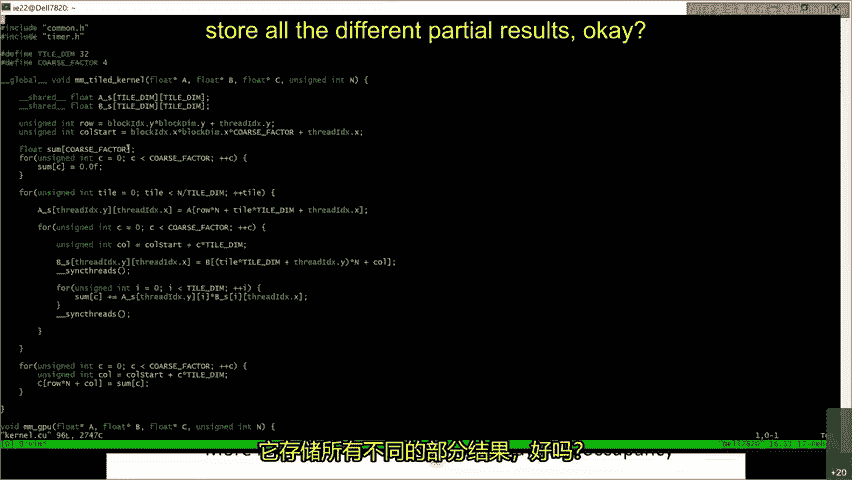 ie22@Dell7820: ~
#include "common.h"
#include "timer.h"
store all the different partial results, okay?
#define TILE_DIM 32
#define COARSE_FACTOR 4
__global__ void mm_tiled_kernel(float* A, float* B, float* C, unsigned int N) {
__shared__ float A_s[TILE_DIM][TILE_DIM];
__shared__ float B_s[TILE_DIM][TILE_DIM];
unsigned int row = blockIdx.y*blockDim.y + threadIdx.y;
unsigned int colStart = blockIdx.x*blockDim.x*COARSE_FACTOR + threadIdx.x;
float sum[COARSE_FACTOR];
for(unsigned int c = 0; c < COARSE_FACTOR; ++c) {
sum[c] = 0.0f;
}
for(unsigned int tile = 0; tile < N/TILE_DIM; ++tile) {
A_s[threadIdx.y][threadIdx.x] = A[row*N + tile*TILE_DIM + threadIdx.x];
for(unsigned int c = 0; c < COARSE_FACTOR; ++c) {
unsigned int col = colStart + c*TILE_DIM;
B_s[threadIdx.y][threadIdx.x] = B[(tile*TILE_DIM + threadIdx.y)*N + col];
__syncthreads();
for(unsigned int i = 0; i < TILE_DIM; ++i) {
sum[c] += A_s[threadIdx.y][i]*B_s[i][threadIdx.x];
}
__syncthreads();
}
}
for(unsigned int c = 0; c < COARSE_FACTOR; ++c) {
unsigned int col = colStart + c*TILE_DIM;
C[row*N + col] = sum[c];
}
}
void mm_gpu(float* A, float* B, float* C, unsigned int N) {
"kernel.cu" 96L, 2747C
1,0-1
它存储所有不同的部分结果，好吗？
+20